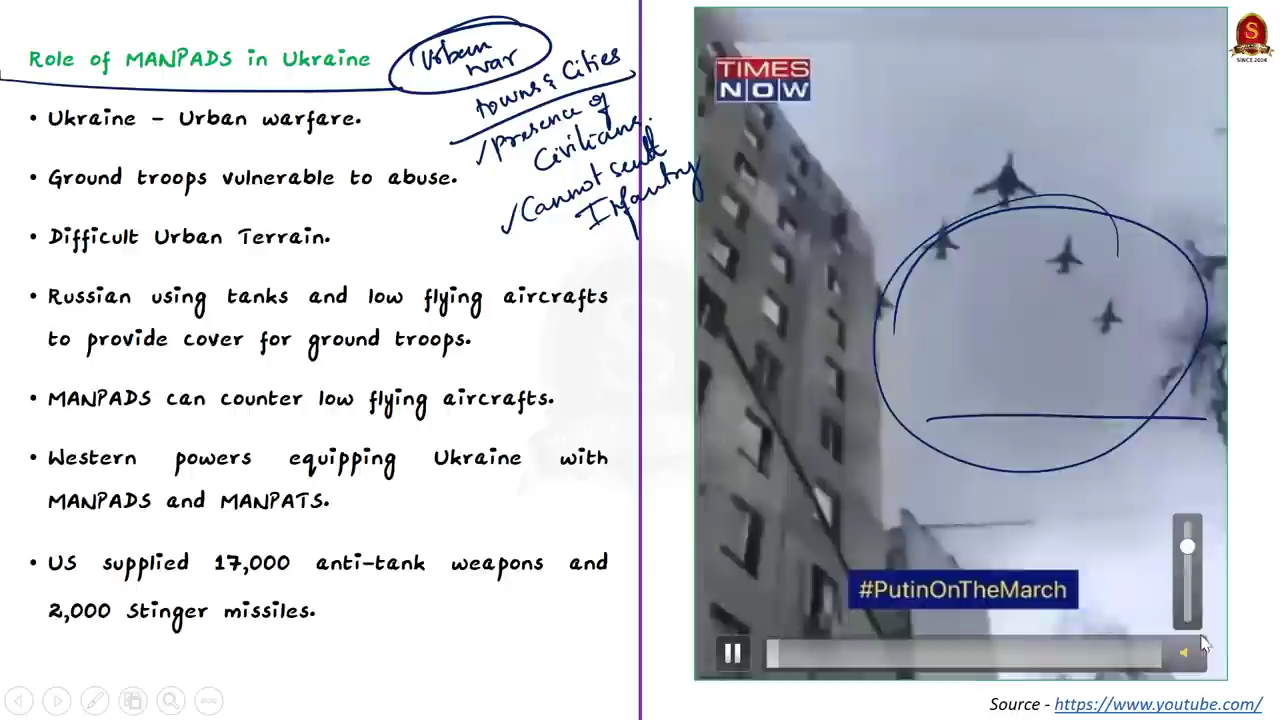 Role of MANPADS in Ukraine
Urban
war
towns & Cities
✓ presence of
Civilians.
✓ Cannot sent
Infantry
• Ukraine – Urban warfare.
• Ground troops vulnerable to abuse.
• Difficult Urban Terrain.
• Russian using tanks and low flying aircrafts
to provide cover for ground troops.
• MANPADS can counter low flying aircrafts.
• Western powers equipping Ukraine with
MANPADS and MANPATS.
• US supplied 17,000 anti-tank weapons and
2,000 Stinger missiles.
TIMES
NOW
#PutinOnTheMarch
S
SINCE 2004
Source - https://www.youtube.com/